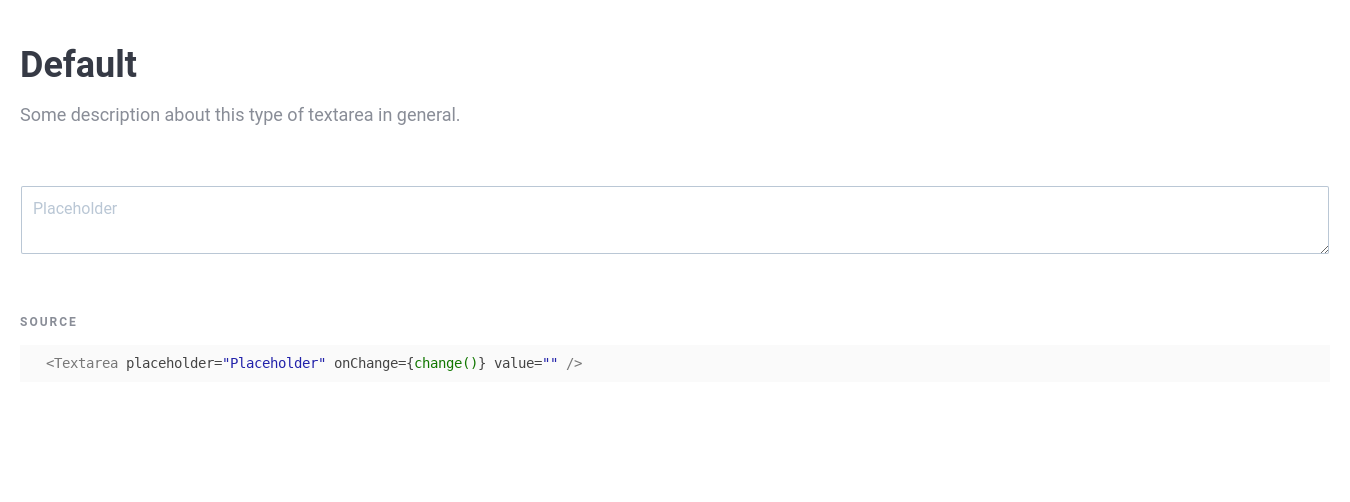 Default
Some description about this type of textarea in general.
Placeholder
SOURCE
<Textarea placeholder="Placeholder" onChange={change()} value="" />